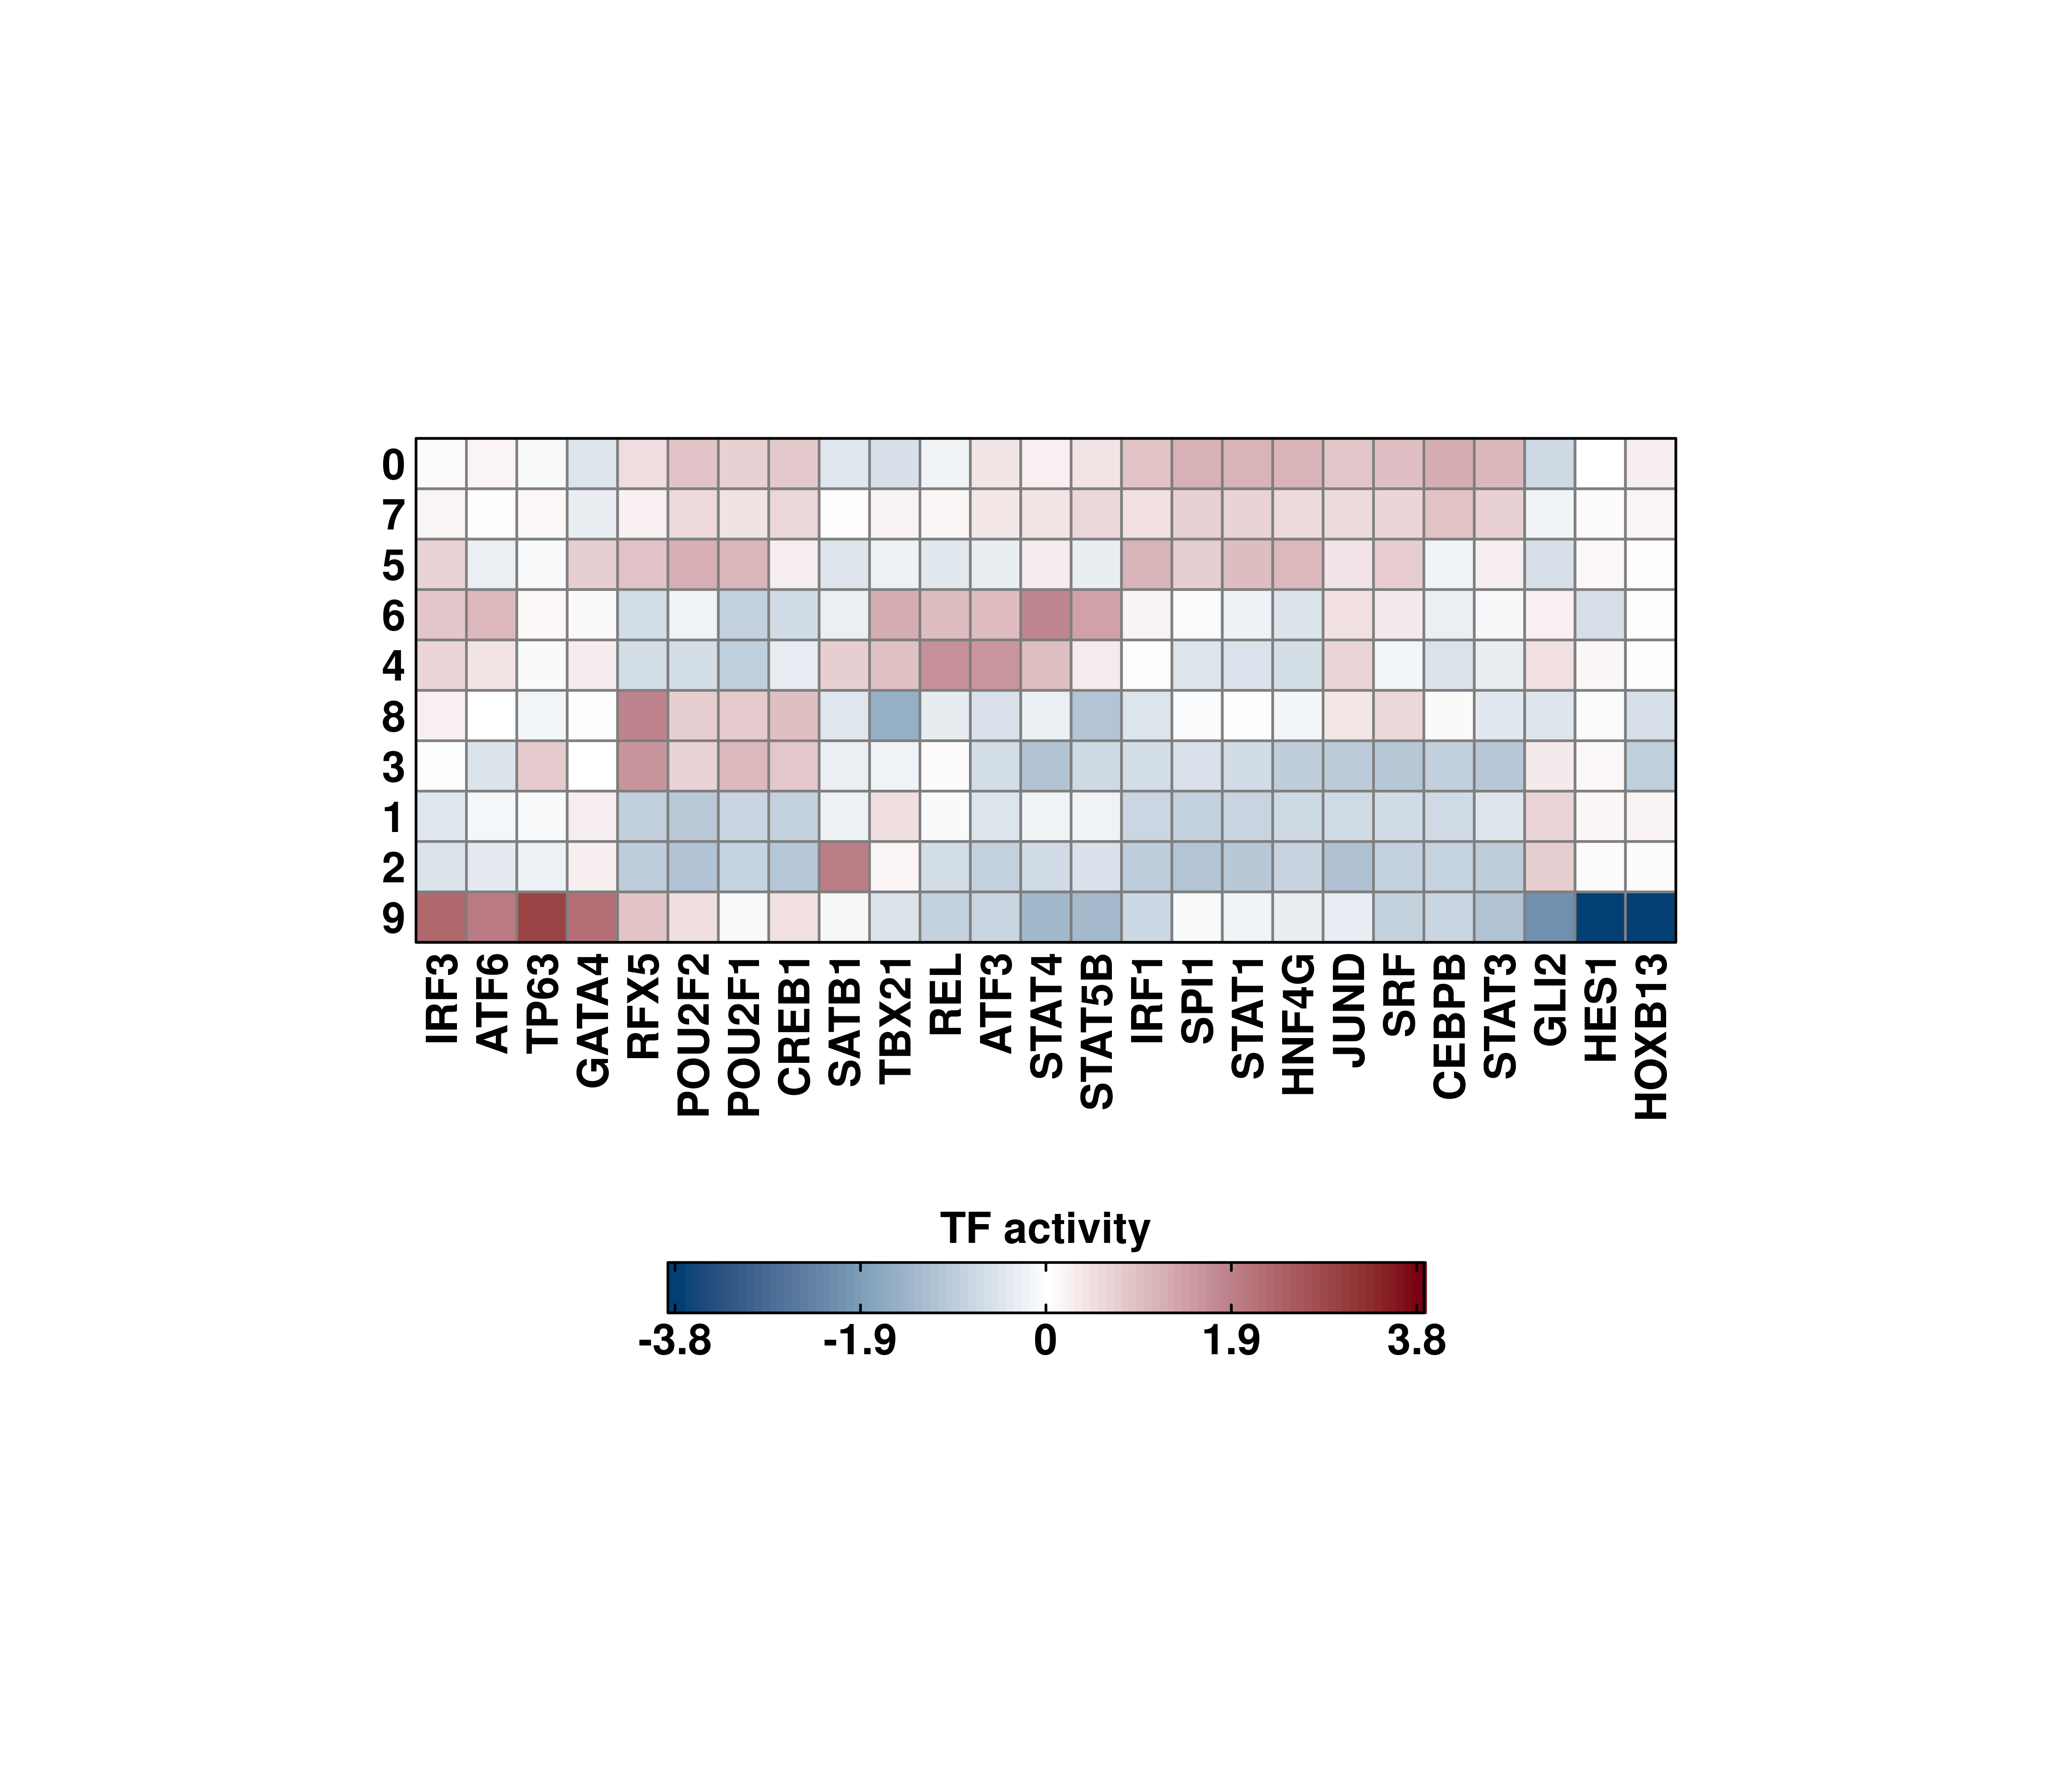 0
7
5
6
4
8
3
1
2
9
IRF3
ATF6
TP63
GATA4
RFX5
POU2F2
POU2F1
CREB1
SATB1
TBX21
REL
ATF3
STAT4
STAT5B
IRF1
SPI1
STAT1
HNF4G
JUND
SRF
CEBPB
STAT3
GLI2
HES1
HOXB13
TF activity
-3.8 -1.9 0 1.9 3.8